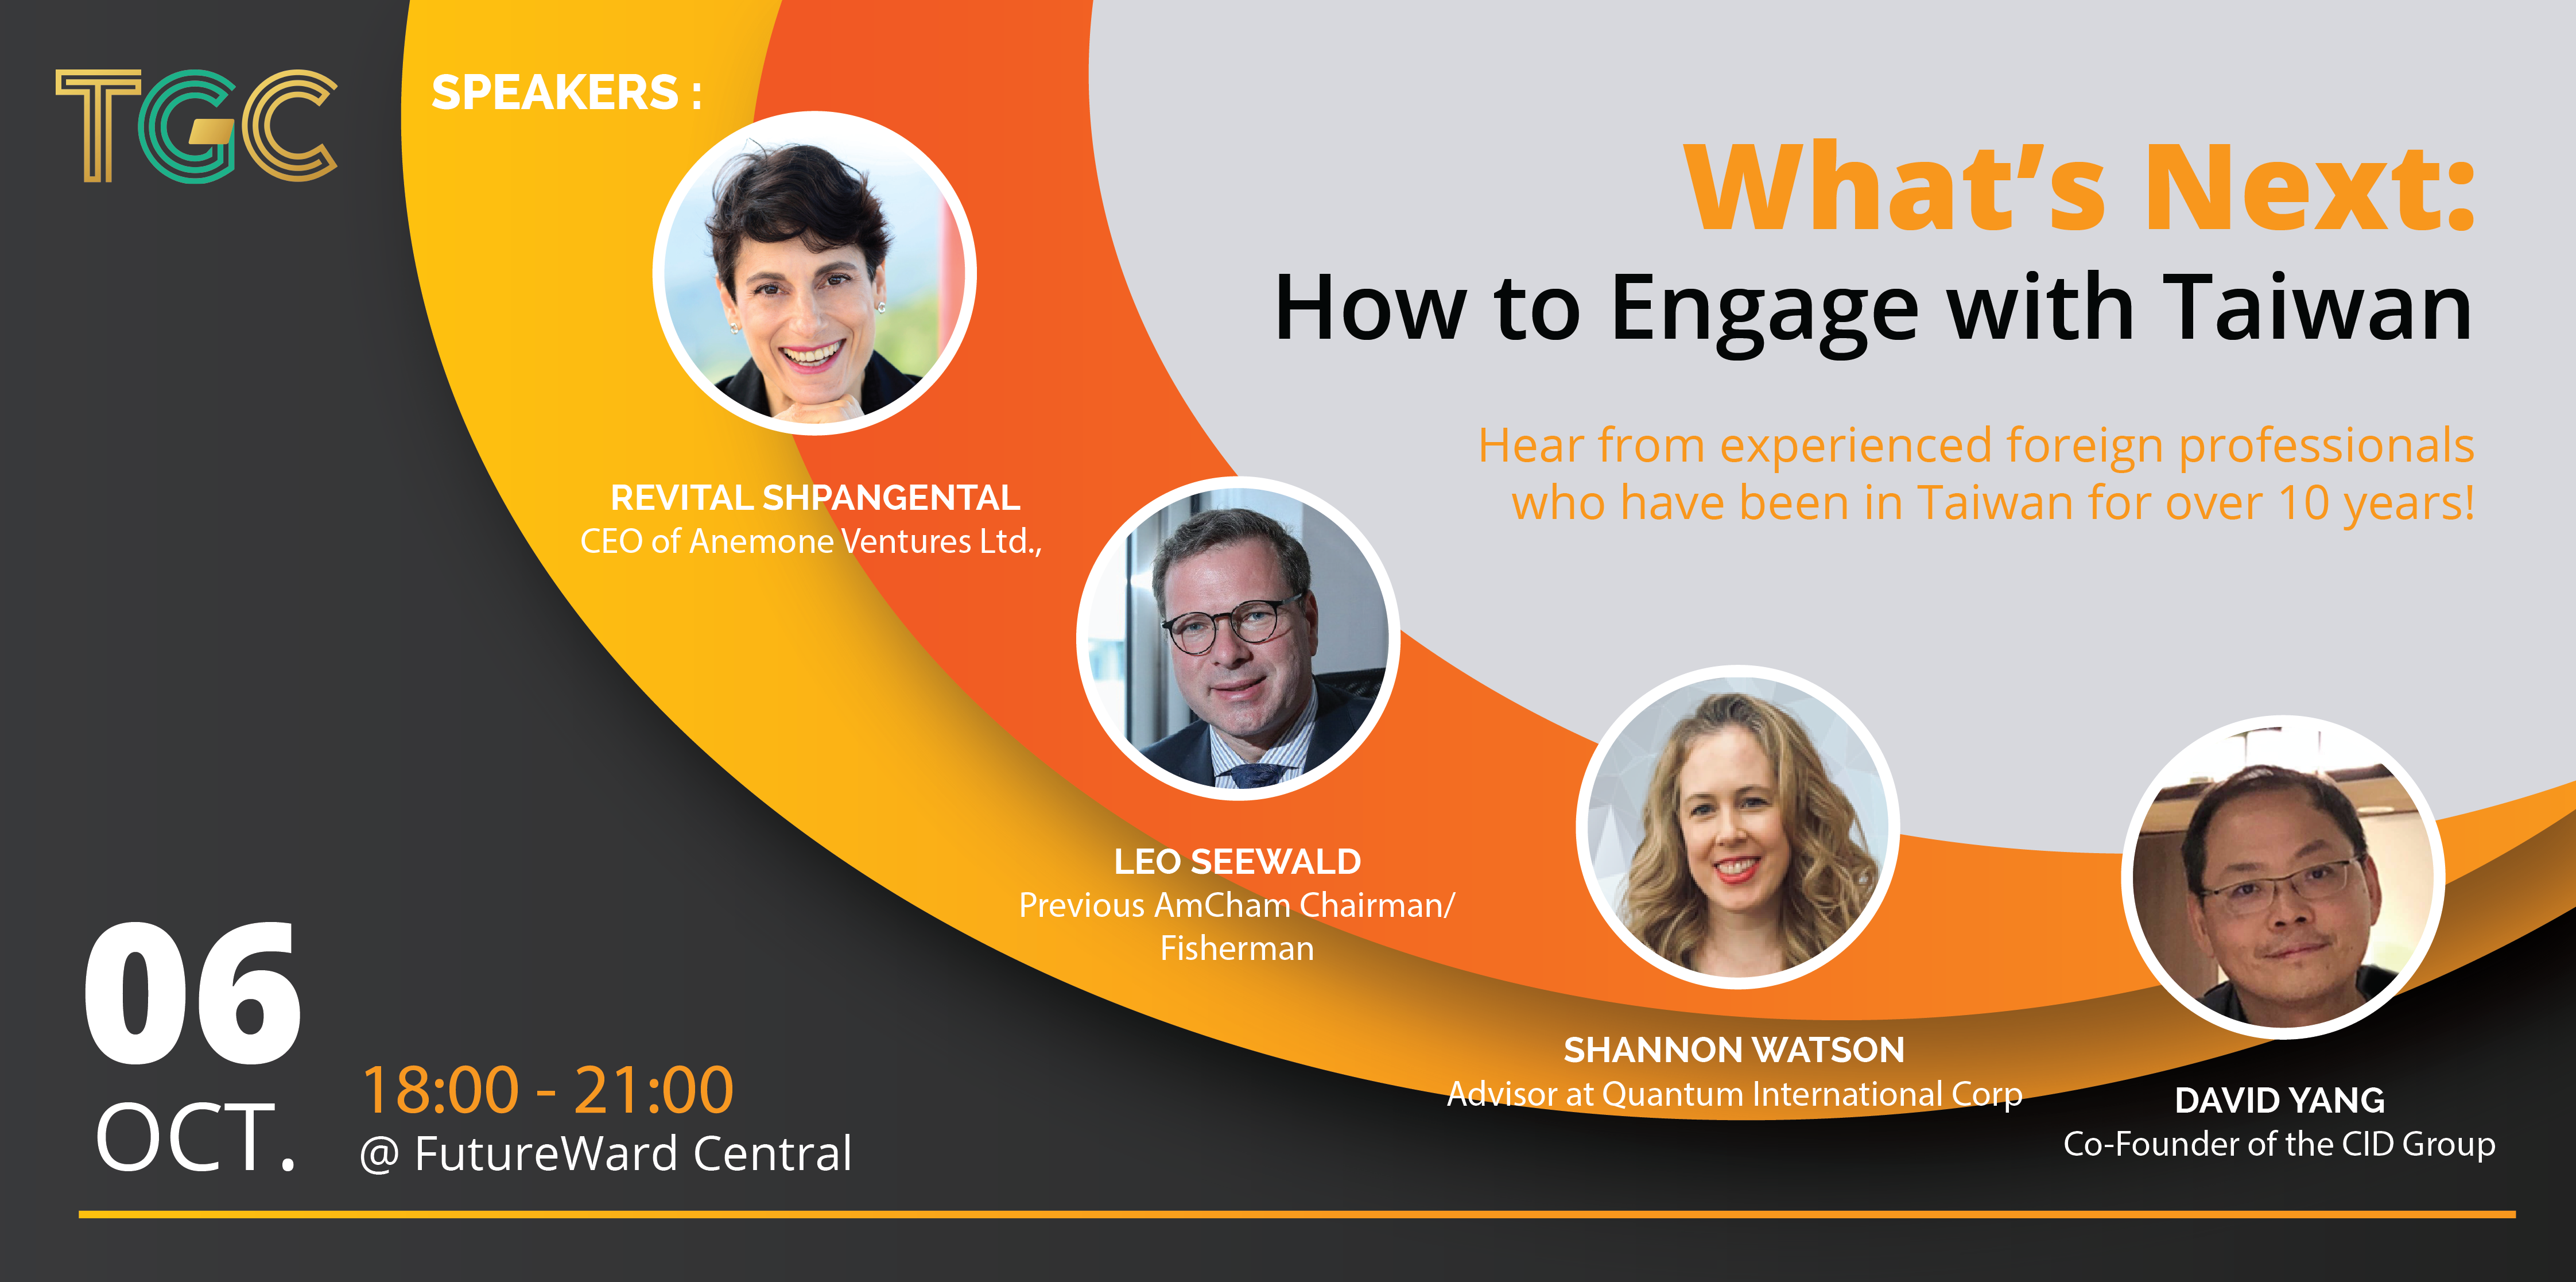 TGC
SPEAKERS :
What's Next:
How to Engage with Taiwan
Hear from experienced foreign professionals
who have been in Taiwan for over 10 years!
REVITAL SHPANGENTAL
CEO of Anemone Ventures Ltd.,
LEO SEEWALD
Previous AmCham Chairman/
Fisherman
SHANNON WATSON
Advisor at Quantum International Corp
DAVID YANG
Co-Founder of the CID Group
06
OCT.
18:00 - 21:00
@ FutureWard Central